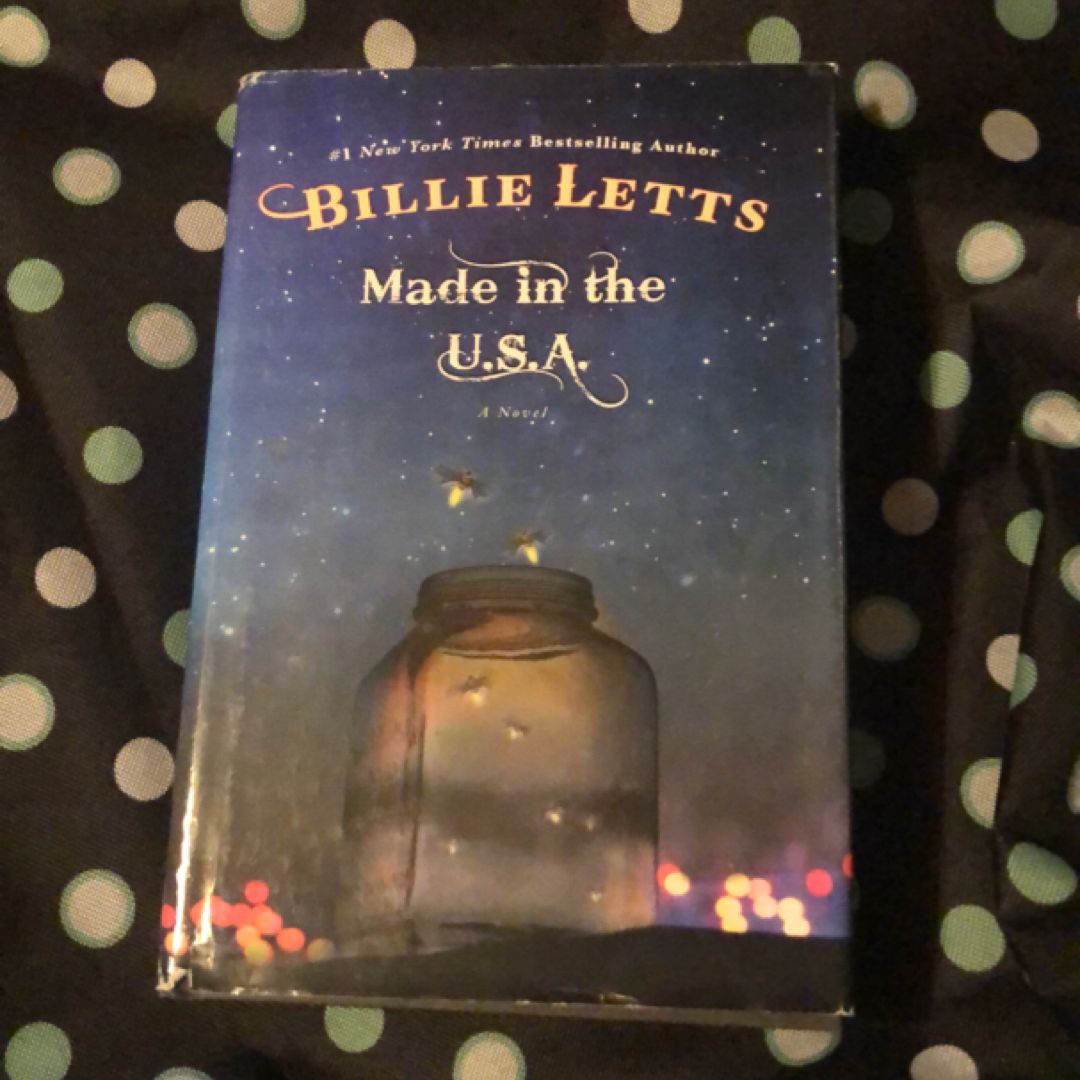 #1 New York Times Bestselling Author
BILLIE LETTS
Made in the
U.S.A.
A Novel